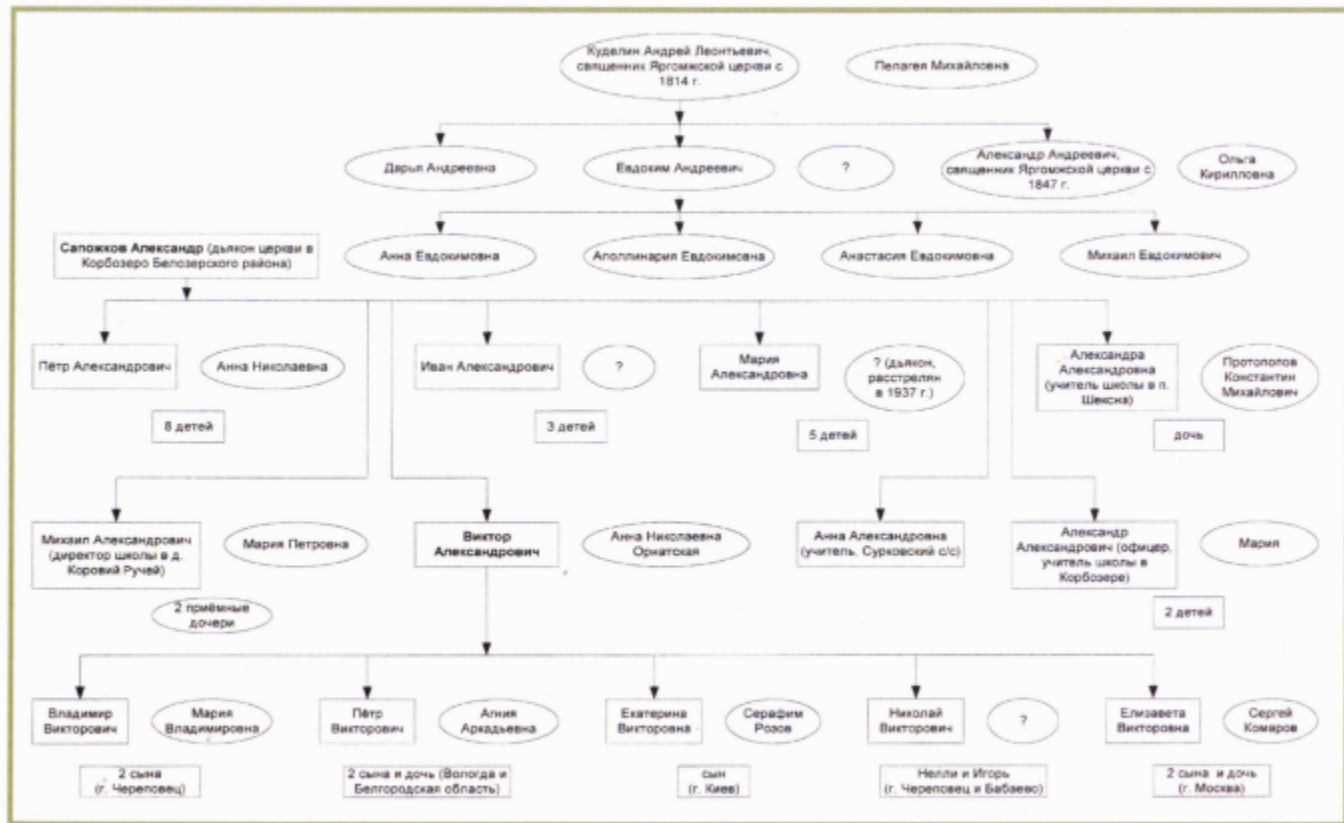 Куделин Андрей Леонтьевич,
священник Яргомжской церкви с
1814 г.
Пелагея Михайловна
Дарья Андреевна
Евдоким Андреевич
?
Александр Андреевич,
священник Яргомжской церкви с
1847 г.
Ольга
Кирилловна
Сапожков Александр (дьякон церкви в
Корбозеро Белозерского района)
Анна Евдокимовна
Аполлинария Евдокимовна
Анастасия Евдокимовна
Михаил Евдокимович
Пётр Александрович
Анна Николаевна
Иван Александрович
?
Мария
Александровна
? (дьякон,
расстрелян
в 1937 г.)
Александра
Александровна
(учитель школы в п.
Шексна)
Протопопов
Константин
Михайлович
8 детей
3 детей
5 детей
дочь
Михаил Александрович
(директор школы в д.
Коровий Ручей)
Мария Петровна
Виктор
Александрович
Анна Николаевна
Орнатская
Анна Александровна
(учитель, Сурковский с/с)
Александр
Александрович (офицер,
учитель школы в
Корбозере)
Мария
2 приёмные
дочери
2 детей
Владимир
Викторович
Мария
Владимировна
Пётр
Викторович
Агния
Аркадьевна
Екатерина
Викторовна
Серафим
Розов
Николай
Викторович
?
Елизавета
Викторовна
Сергей
Комаров
2 сына
(г. Череповец)
2 сына и дочь (Вологда и
Белгородская область)
сын
(г. Киев)
Нелли и Игорь
(г. Череповец и Бабаево)
2 сына и дочь
(г. Москва)